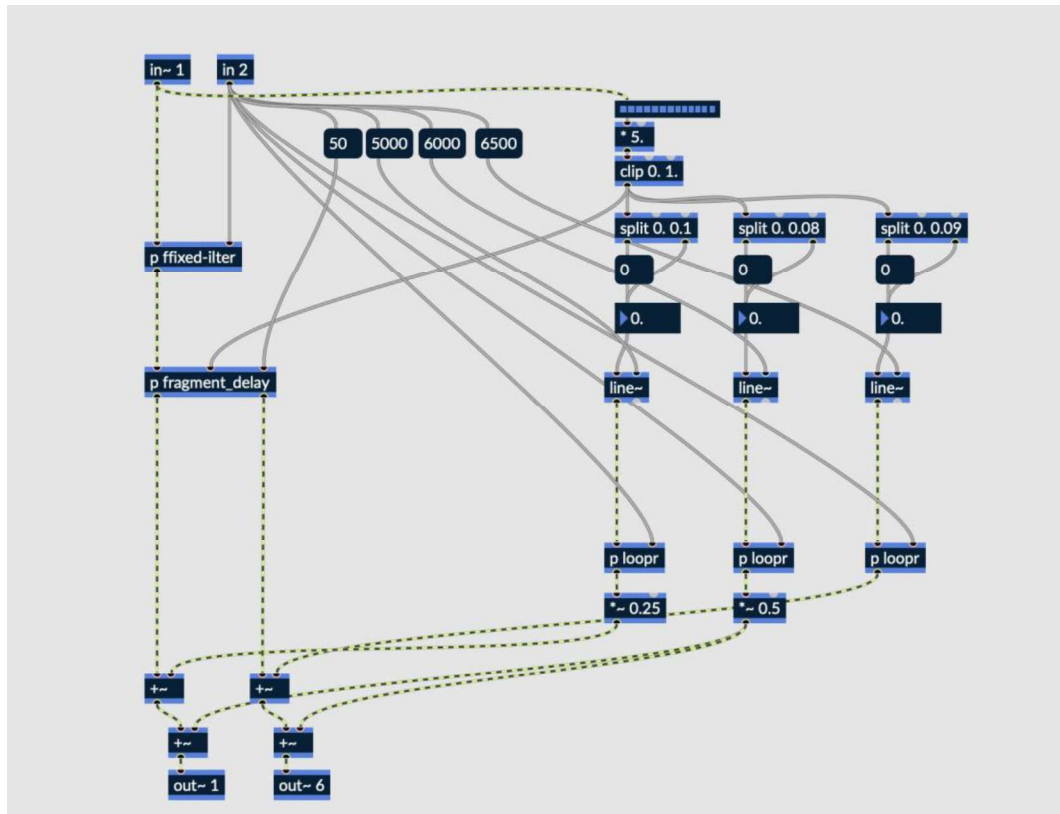 in~ 1
in 2
50
5000
6000
6500
* 5.
clip 0. 1.
split 0. 0.1
split 0. 0.08
split 0. 0.09
p ffixed-ilter
0
0
0
0.
0.
0.
p fragment_delay
line~
line~
line~
p loopr
p loopr
p loopr
*~ 0.25
*~ 0.5
+~
+~
+~
+~
out~ 1
out~ 6